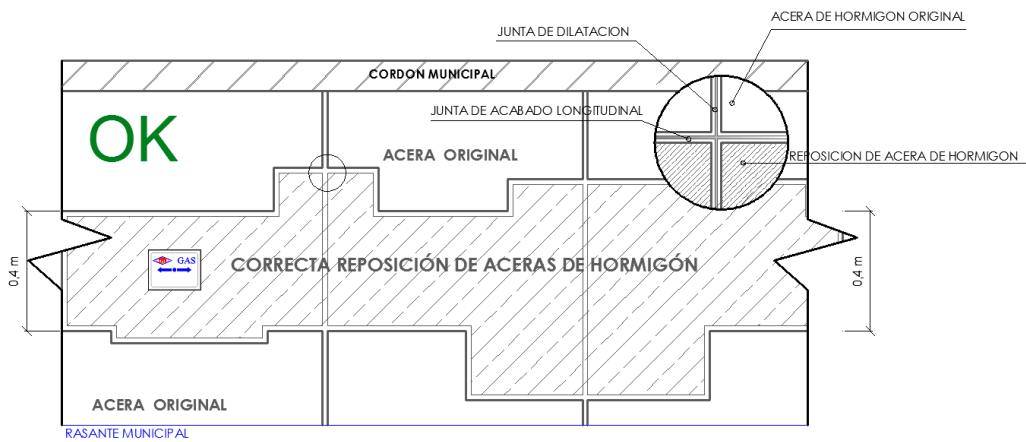 JUNTA DE DILATACION
ACERA DE HORMIGON ORIGINAL
CORDON MUNICIPAL
OK
JUNTA DE ACABADO LONGITUDINAL
ACERA ORIGINAL
REPOSICION DE ACERA DE HORMIGON
0,4 m
GAS
CORRECTA REPOSICIÓN DE ACERAS DE HORMIGÓN
0,4 m
ACERA ORIGINAL
RASANTE MUNICIPAL